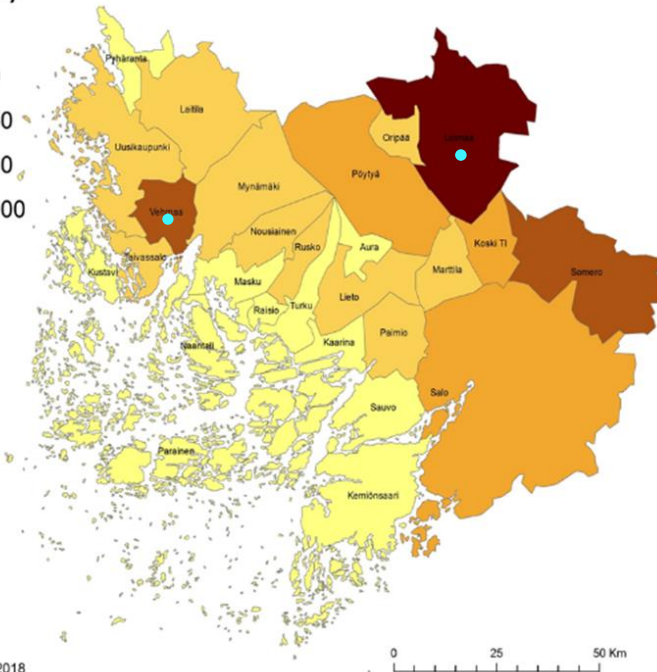 Pyhäranta
Laitila
0
Oripää
Uusikaupunki
0
Pöytyä
Mynämäki
00
Vehmaa
Nousiainen
Koski Tl
Rusko
Aura
Taivassalo
Kustavi
Marttila
Somero
Masku
Lieto
Turku
Raisio
Paimio
Kaarina
Naantali
Salo
Sauvo
Parainen
Kemiönsaari
2018
0 25 50 Km